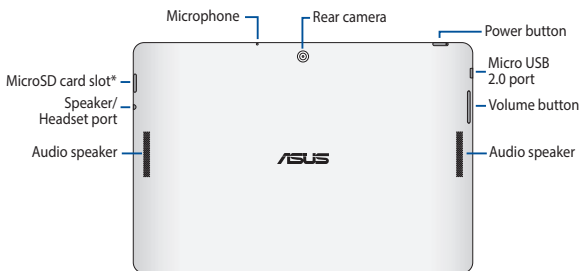 Microphone
Rear camera
Power button
MicroSD card slot*
Micro USB
2.0 port
Speaker/
Headset port
Volume button
Audio speaker
Audio speaker
ASUS